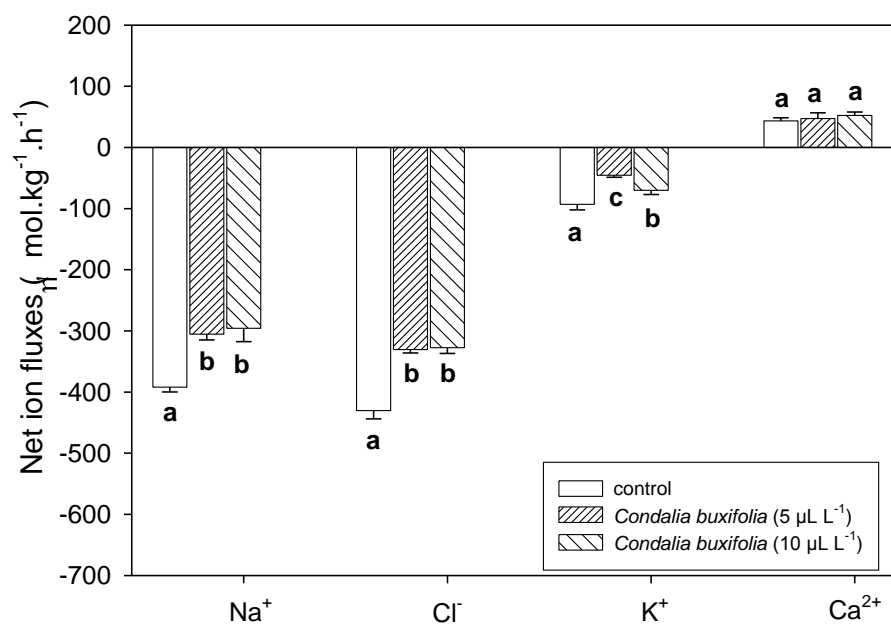 Net ion fluxes ( mol.kg⁻¹.h⁻¹)
η
200
100
0
-100
-200
-300
-400
-500
-600
-700
a a a
a c b
b b b b
a a
control
Condalia buxifolia (5 µL L⁻¹)
Condalia buxifolia (10 µL L⁻¹)
Na⁺ Cl⁻ K⁺ Ca²⁺